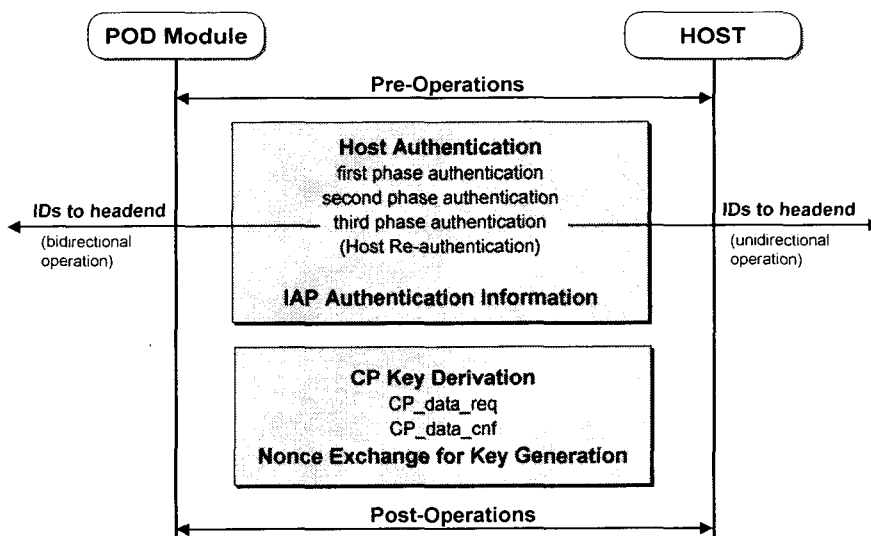 POD Module
HOST
Pre-Operations
Host Authentication
first phase authentication
second phase authentication
third phase authentication
(Host Re-authentication)
IAP Authentication Information
IDs to headend
(bidirectional
operation)
IDs to headend
(unidirectional
operation)
CP Key Derivation
CP_data_req
CP_data_cnf
Nonce Exchange for Key Generation
Post-Operations